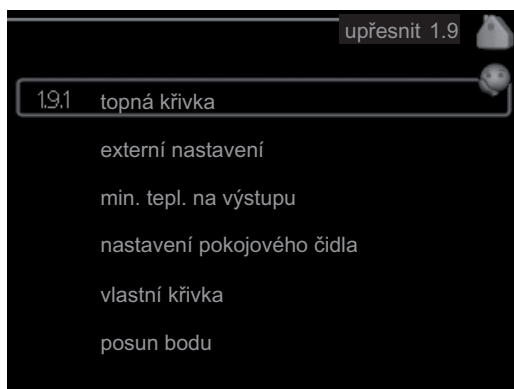 upřesnit 1.9
1.9.1 topná křivka
externí nastavení
min. tepl. na výstupu
nastavení pokojového čidla
vlastní křivka
posun bodu